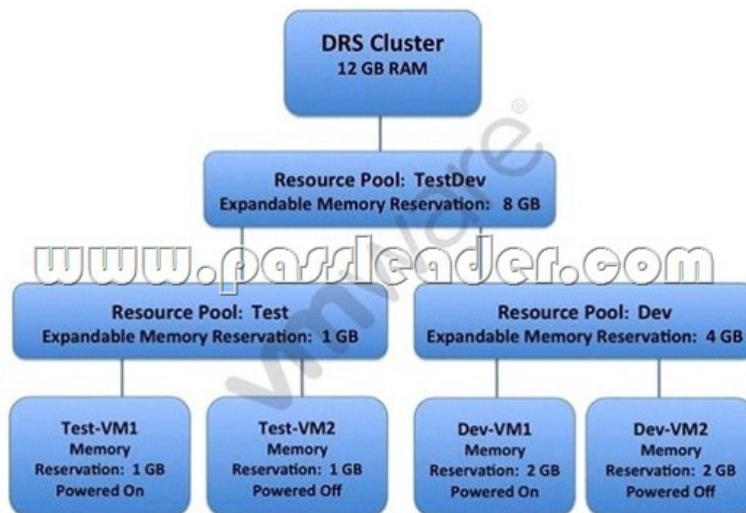 DRS Cluster
12 GB RAM
Resource Pool: TestDev
Expandable Memory Reservation: 8 GB
www.passleader.com
vmware®
Resource Pool: Test
Expandable Memory Reservation: 1 GB
Resource Pool: Dev
Expandable Memory Reservation: 4 GB
Test-VM1
Memory
Reservation: 1 GB
Powered On
Test-VM2
Memory
Reservation: 1 GB
Powered Off
Dev-VM1
Memory
Reservation: 2 GB
Powered On
Dev-VM2
Memory
Reservation: 2 GB
Powered Off